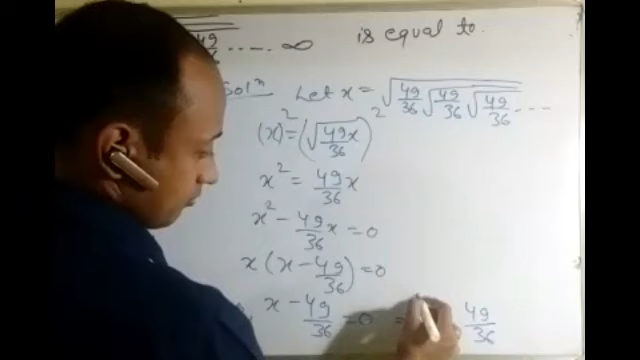 49/36 ..... ∞ is equal to.
Solⁿ Let x = √(49/36 √(49/36 √(49/36 ...
(x)² = (√(49/36 x))²
x² = 49/36 x
x² - 49/36 x = 0
x (x - 49/36) = 0
x - 49/36 = 0 = 49/36